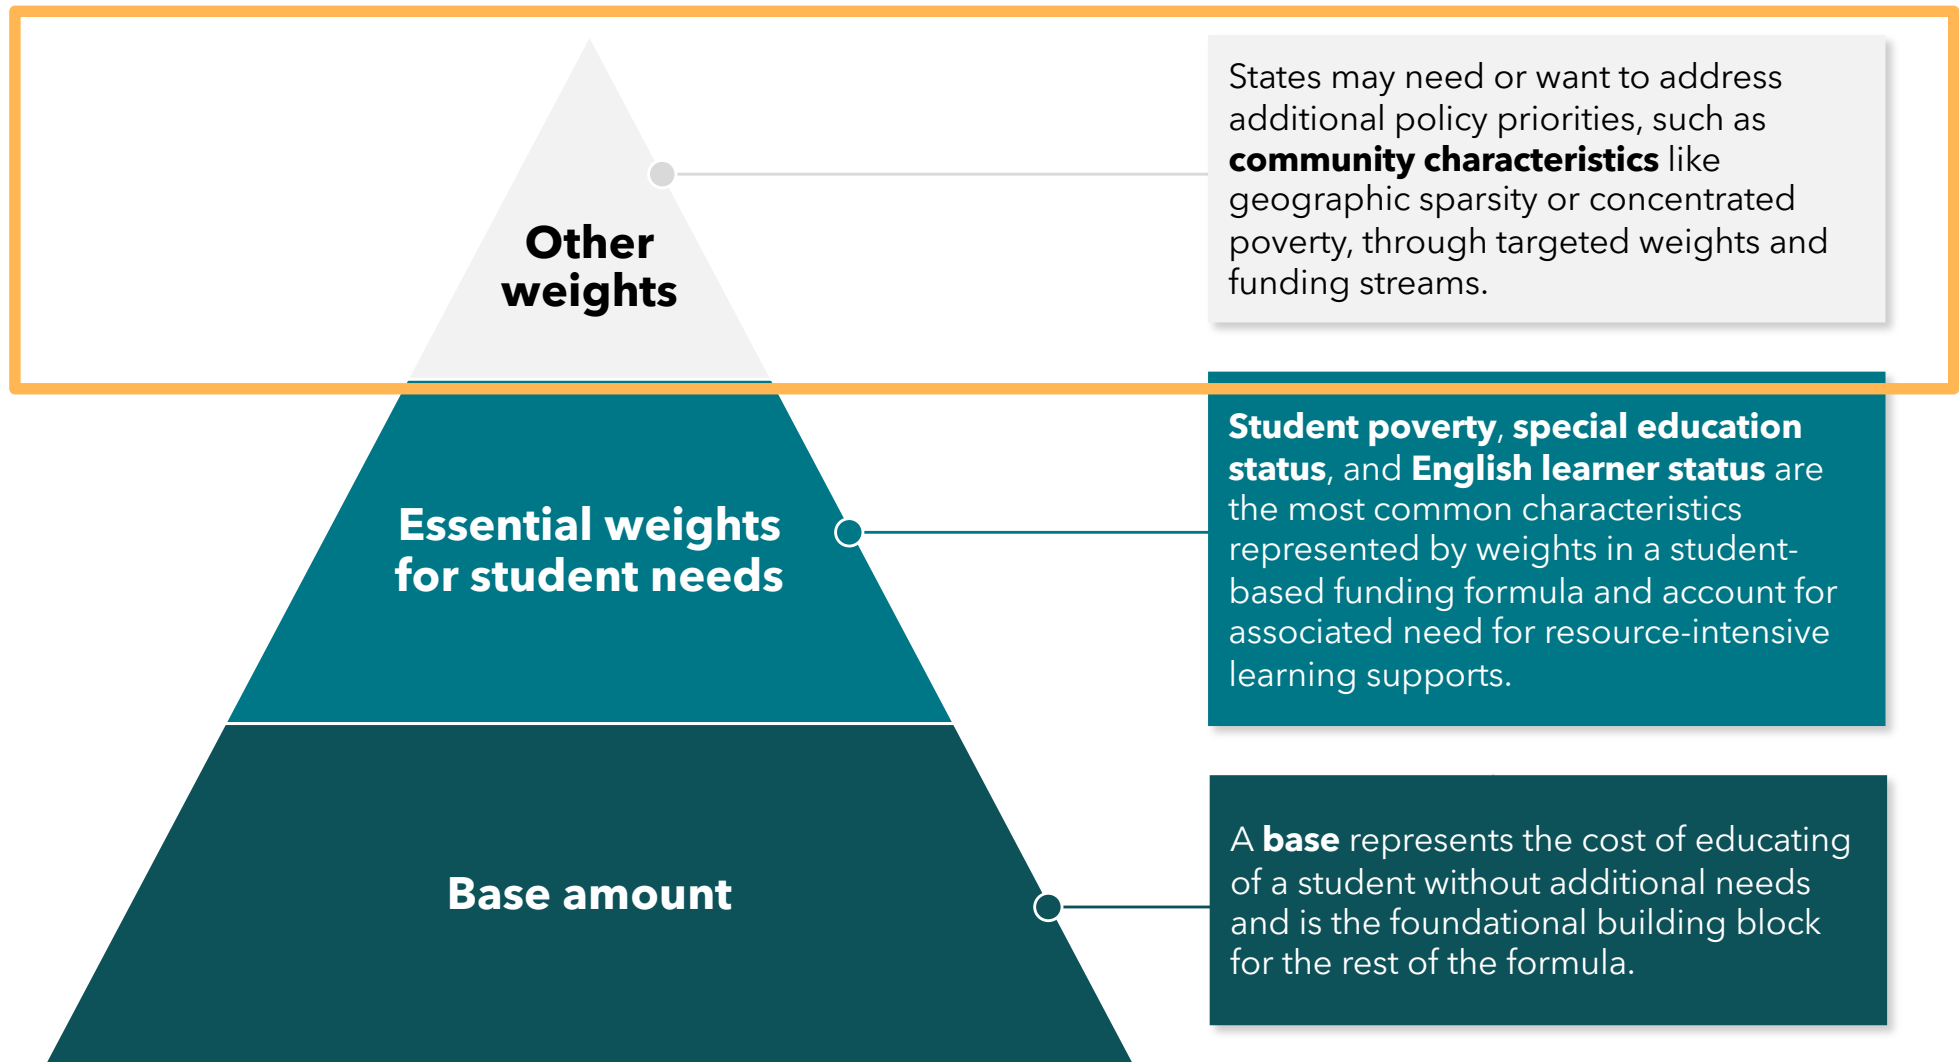 Other
weights
States may need or want to address
additional policy priorities, such as
community characteristics like
geographic sparsity or concentrated
poverty, through targeted weights and
funding streams.
Essential weights
for student needs
Student poverty, special education
status, and English learner status are
the most common characteristics
represented by weights in a student-
based funding formula and account for
associated need for resource-intensive
learning supports.
Base amount
A base represents the cost of educating
of a student without additional needs
and is the foundational building block
for the rest of the formula.